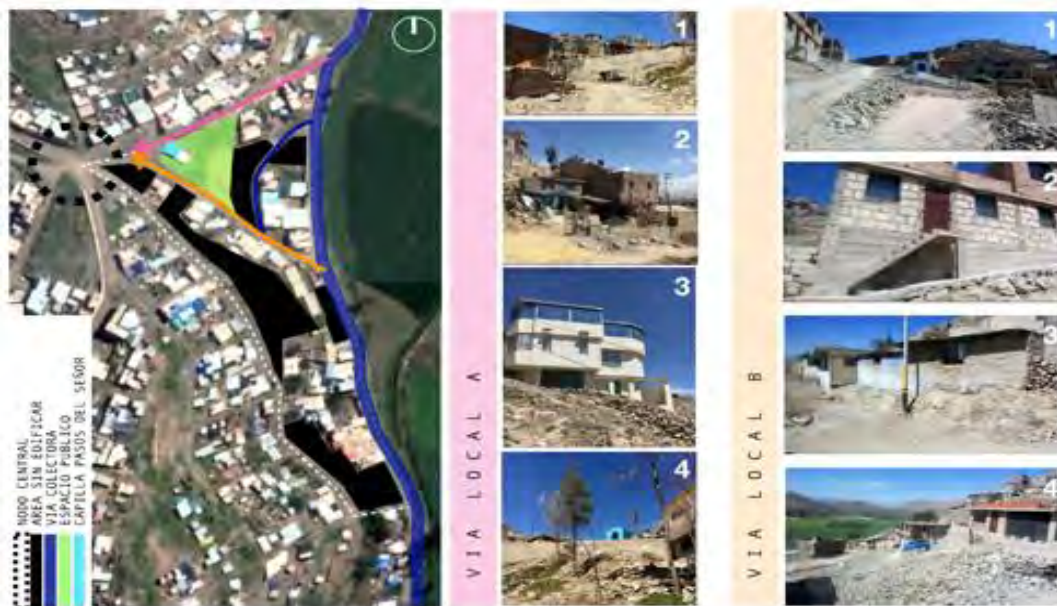 NODO CENTRAL
AREA SIN EDIFICAR
VIA COLECTORA
ESPACIO PUBLICO
CAPILLA PASOS DEL SEÑOR
VIA LOCAL A
1
2
3
4
VIA LOCAL B
1
2
3
4